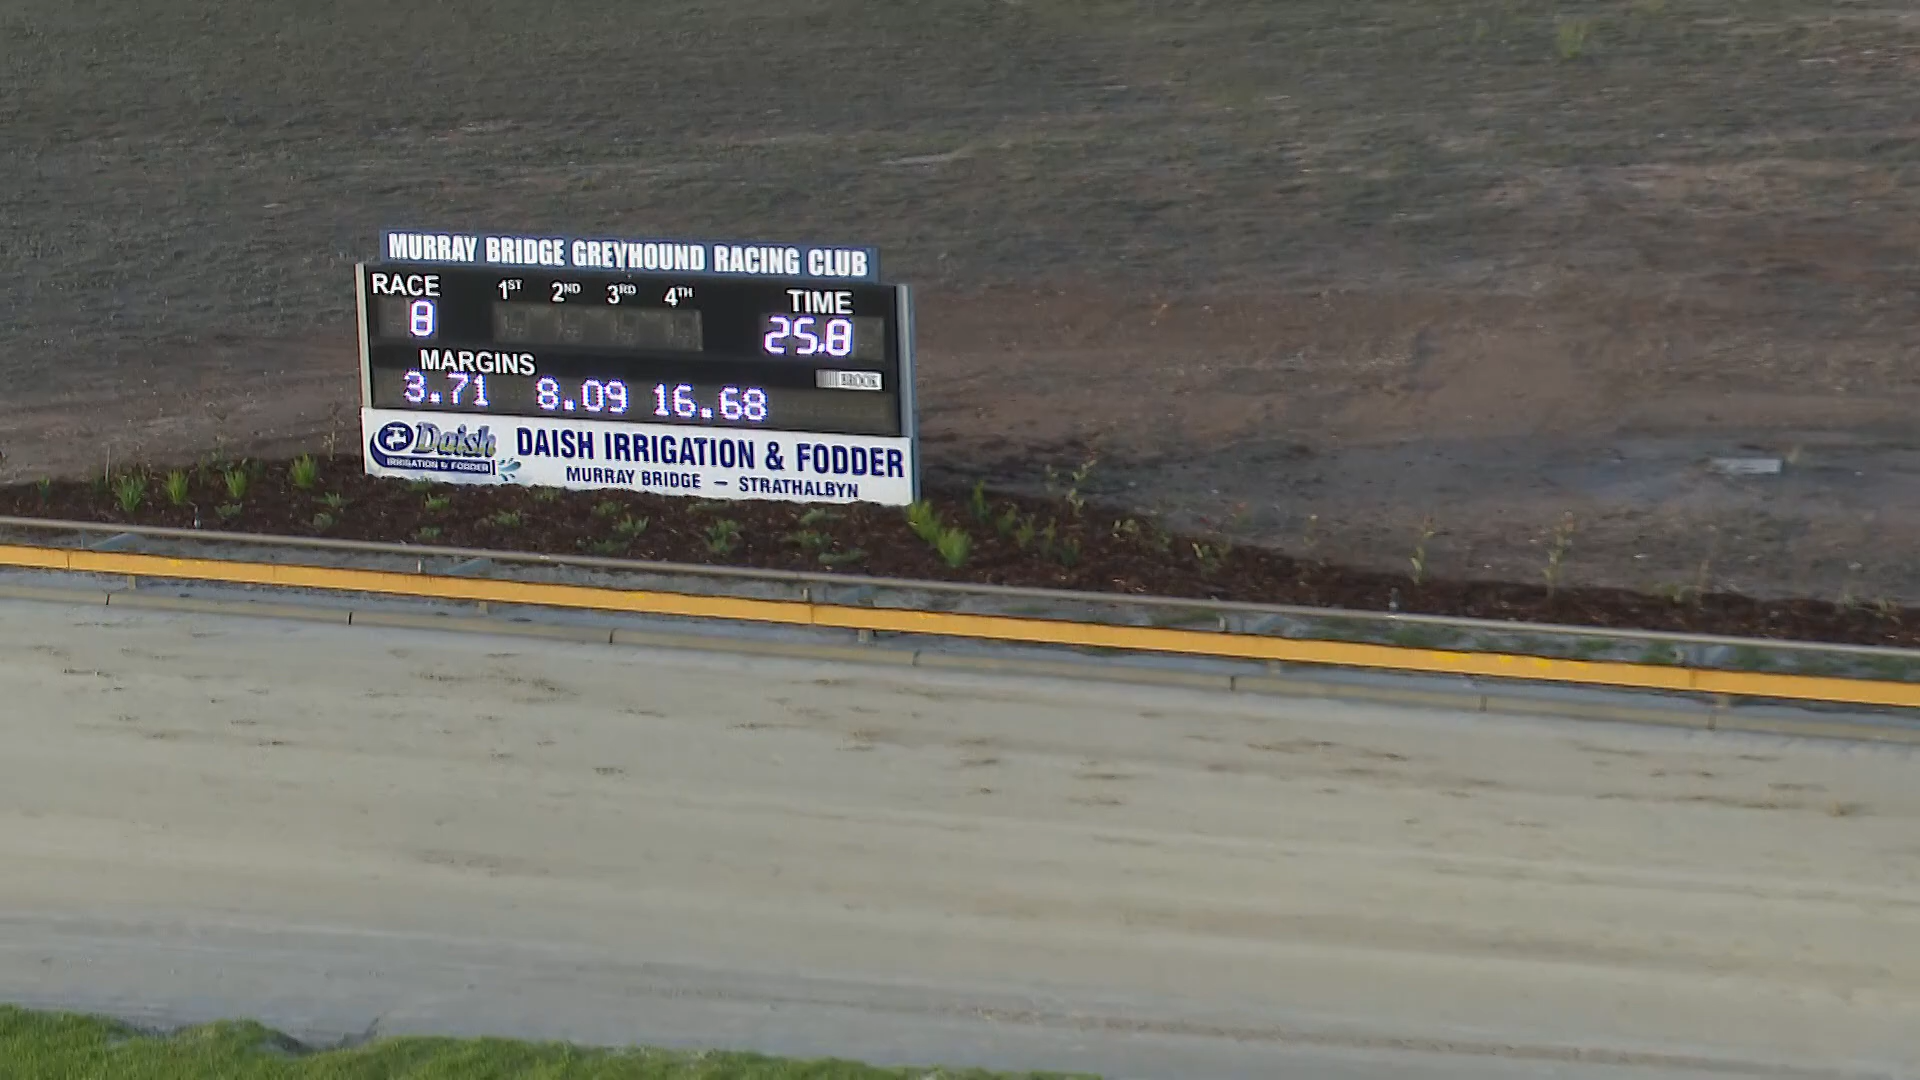 MURRAY BRIDGE GREYHOUND RACING CLUB
RACE 1ST 2ND 3RD 4TH TIME
8 25.8
MARGINS
BROOK
3.71 8.09 16.68
Daish
IRRIGATION & FODDER
DAISH IRRIGATION & FODDER
MURRAY BRIDGE – STRATHALBYN